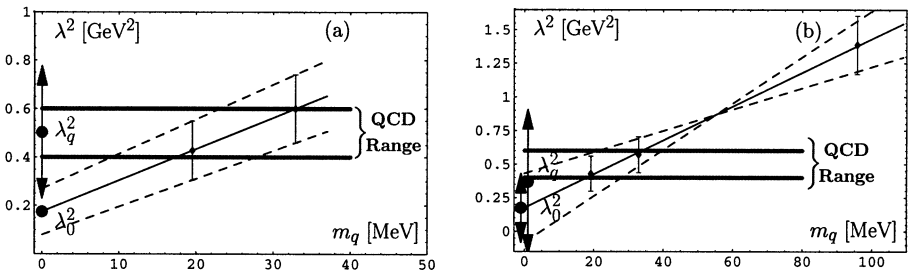 λ² [GeV²] (a)
1
0.8
0.6
0.4
0.2
λ_q²
λ_0²
QCD
Range
m_q [MeV]
0 10 20 30 40 50
λ² [GeV²] (b)
1.5
1.25
1
0.75
0.5
0.25
0
λ_q²
λ_0²
QCD
Range
m_q [MeV]
0 20 40 60 80 100